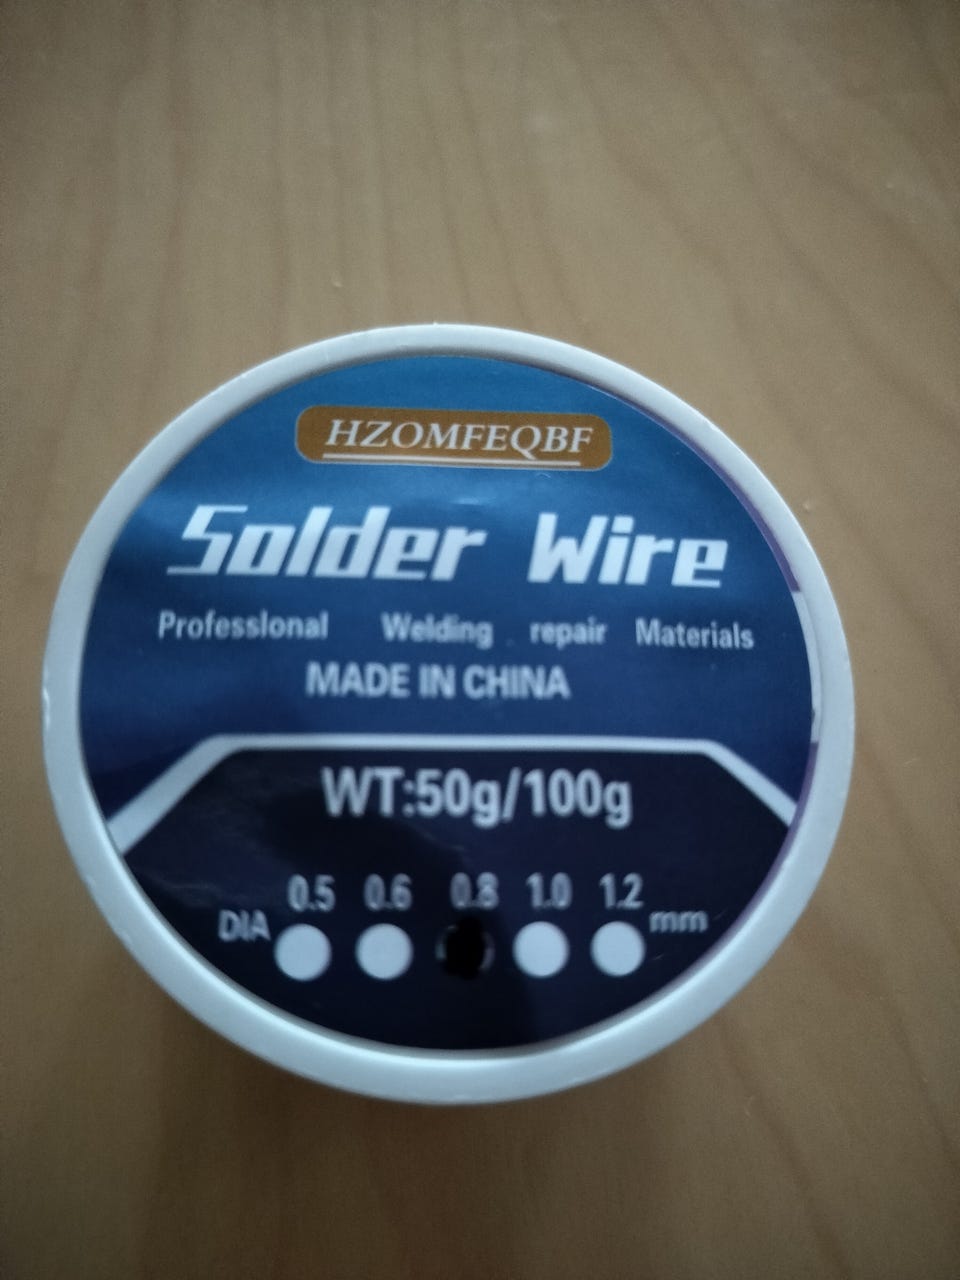 HZOMFEQBF
Solder Wire
Professional Welding repair Materials
MADE IN CHINA
WT:50g/100g
0.5 0.6 0.8 1.0 1.2
DIA mm